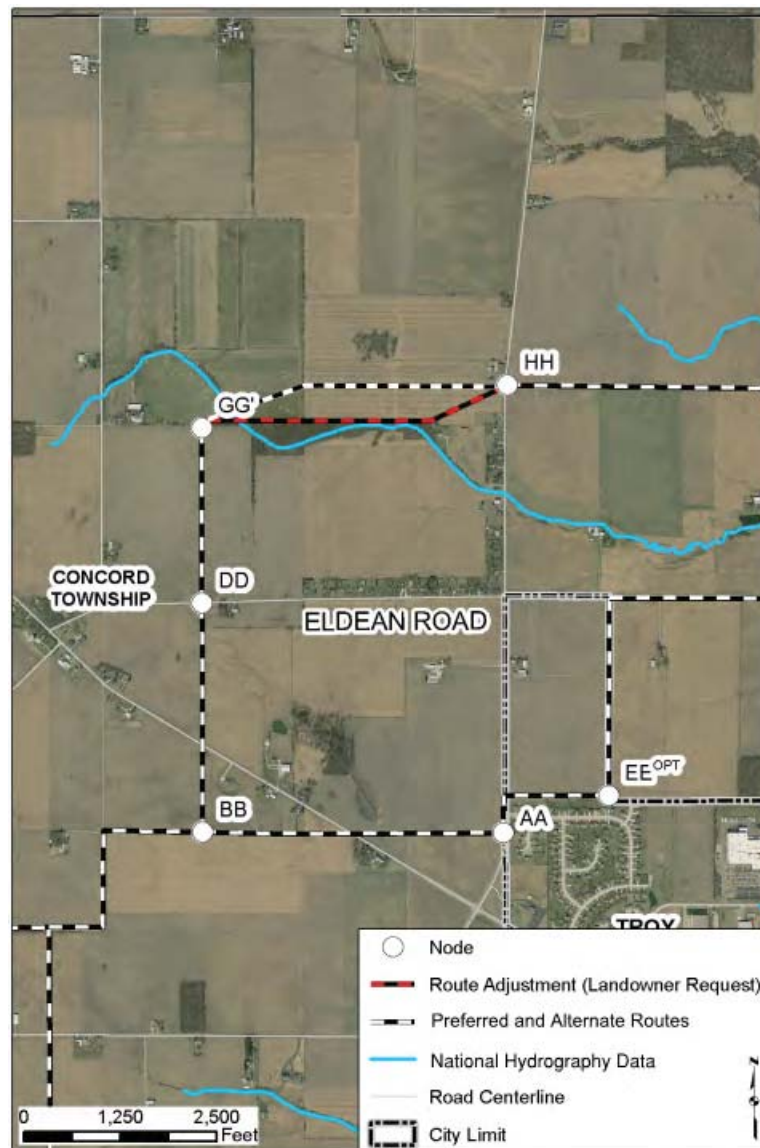 HH
GG'
CONCORD
TOWNSHIP
DD
ELDEAN ROAD
EE^OPT
BB
AA
TROY
Node
Route Adjustment (Landowner Request)
Preferred and Alternate Routes
National Hydrography Data
Road Centerline
City Limit
0 1,250 2,500
Feet
N